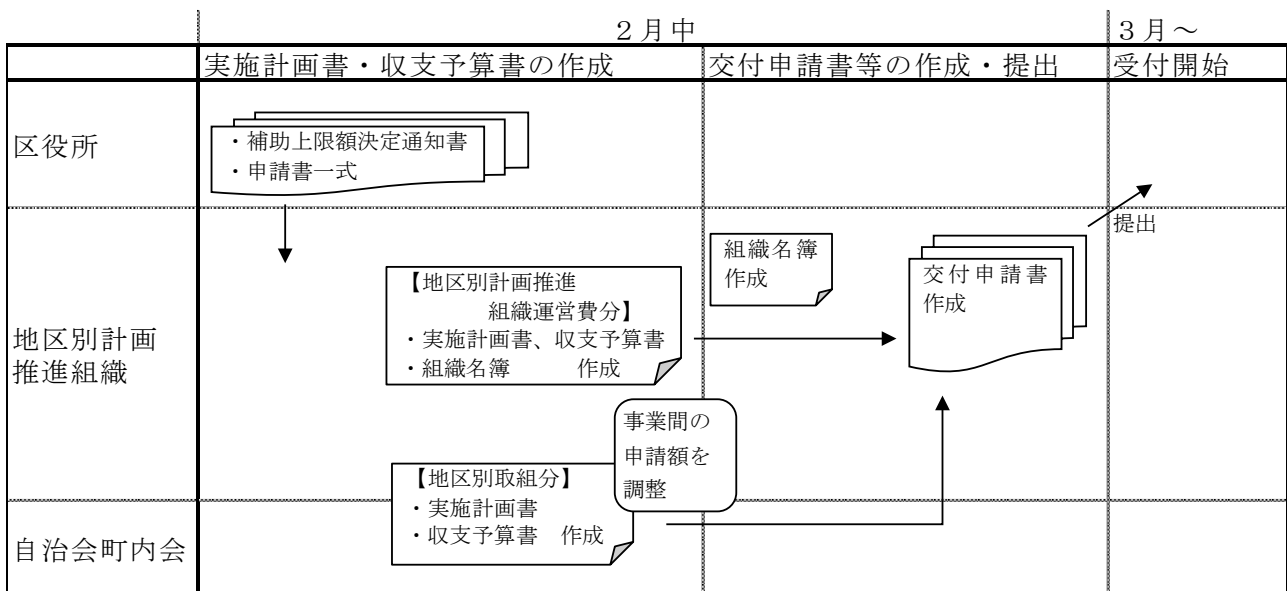 ２月中
３月～
実施計画書・収支予算書の作成
交付申請書等の作成・提出
受付開始
区役所
・補助上限額決定通知書
・申請書一式
提出
地区別計画
推進組織
【地区別計画推進
組織運営費分】
・実施計画書、収支予算書
・組織名簿　作成
組織名簿
作成
交付申請書
作成
事業間の
申請額を
調整
【地区別取組分】
・実施計画書
・収支予算書　作成
自治会町内会